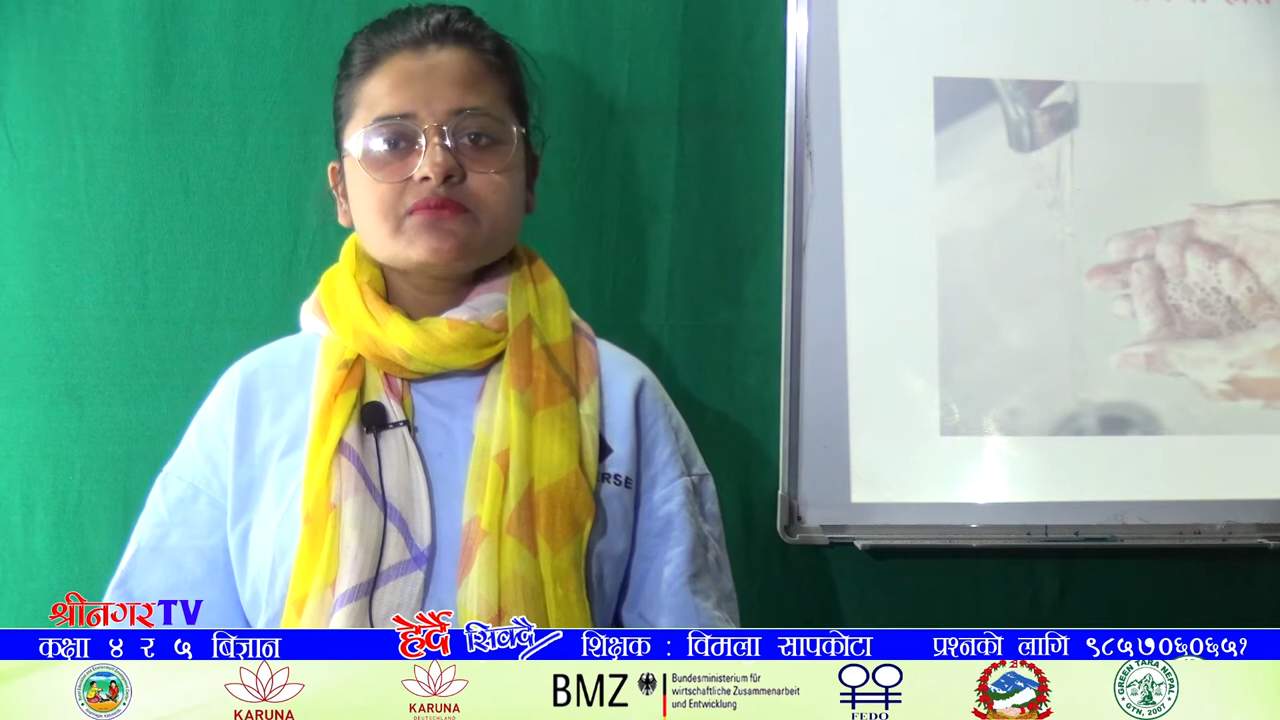 RSE
श्रीनगरTV
कक्षा ४ र ५ बिज्ञान
हेर्दै सिक्दै
शिक्षक : विमला सापकोटा
प्रश्नको लागि ९८५७०६०६५१
KARUNA
KARUNA
DEUTSCHLAND
BMZ
Bundesministerium für
wirtschaftliche Zusammenarbeit
und Entwicklung
FEDO
GREEN TARA NEPAL
GTN, 2007